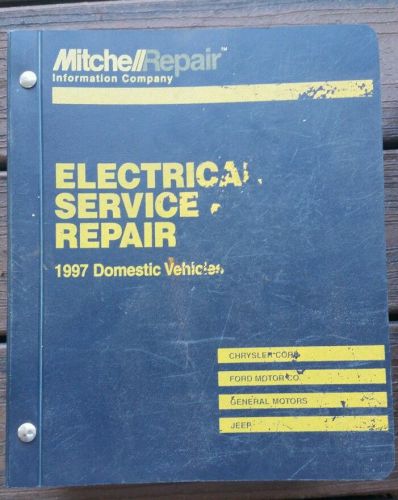 MitchellRepair™
Information Company
ELECTRICAL
SERVICE &
REPAIR
1997 Domestic Vehicles
CHRYSLER CORP.
FORD MOTOR CO.
GENERAL MOTORS
JEEP